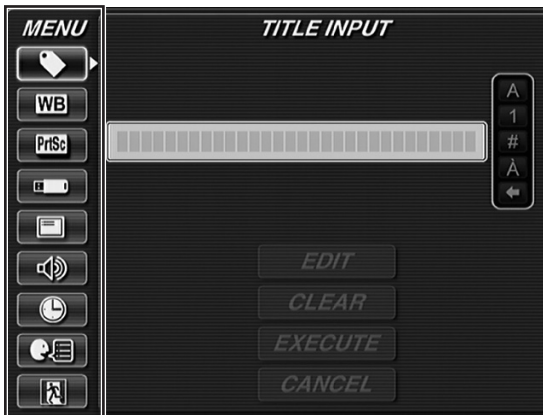 MENU
TITLE INPUT
WB
PrtSc
A
1
#
À
EDIT
CLEAR
EXECUTE
CANCEL